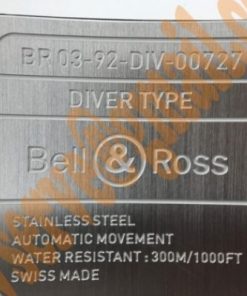 BR 03-92-DIV-00727
DIVER TYPE
Bell & Ross
STAINLESS STEEL
AUTOMATIC MOVEMENT
WATER RESISTANT : 300M/1000FT
SWISS MADE